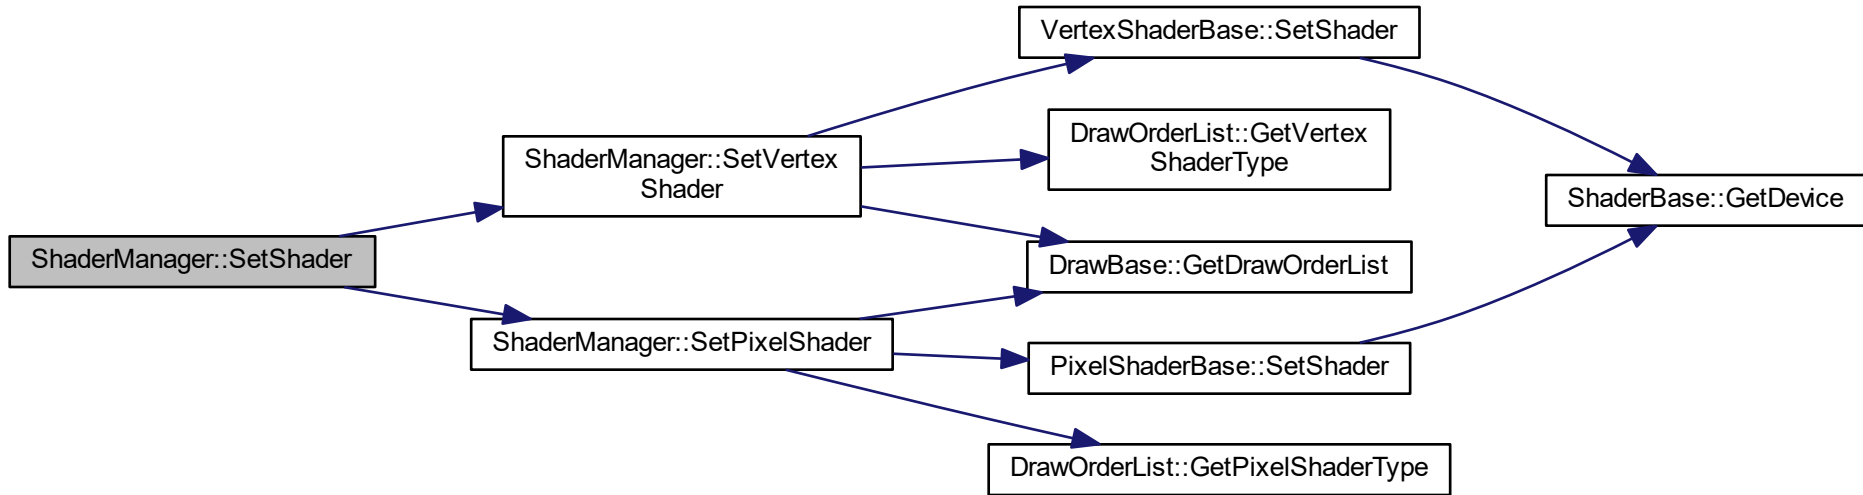 VertexShaderBase::SetShader
DrawOrderList::GetVertex
ShaderType
ShaderManager::SetVertex
Shader
ShaderBase::GetDevice
ShaderManager::SetShader
DrawBase::GetDrawOrderList
ShaderManager::SetPixelShader
PixelShaderBase::SetShader
DrawOrderList::GetPixelShaderType